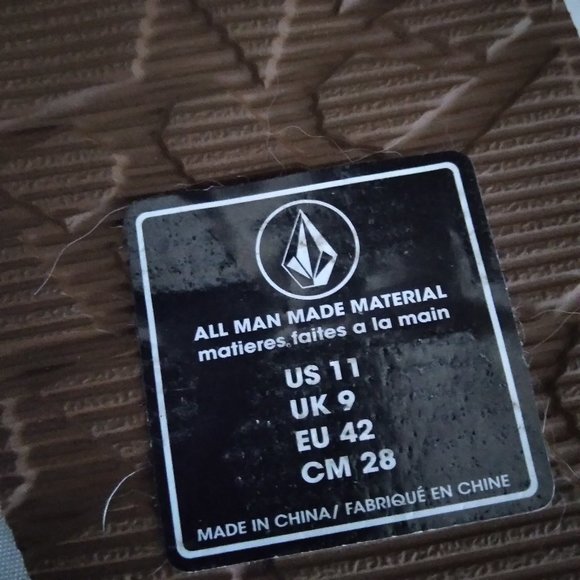 ALL MAN MADE MATERIAL
matieres faites a la main
US 11
UK 9
EU 42
CM 28
MADE IN CHINA/ FABRIQUÉ EN CHINE